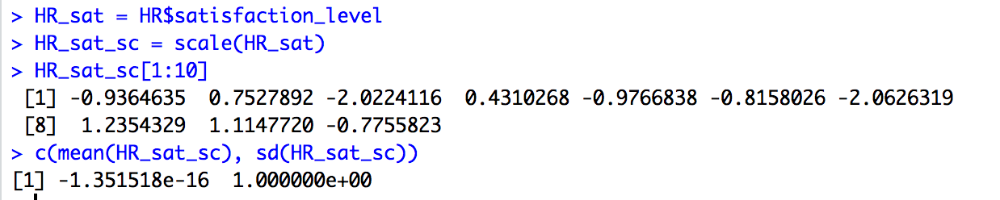 > HR_sat = HR$satisfaction_level
> HR_sat_sc = scale(HR_sat)
> HR_sat_sc[1:10]
[1] -0.9364635 0.7527892 -2.0224116 0.4310268 -0.9766838 -0.8158026 -2.0626319
[8] 1.2354329 1.1147720 -0.7755823
> c(mean(HR_sat_sc), sd(HR_sat_sc))
[1] -1.351518e-16 1.000000e+00